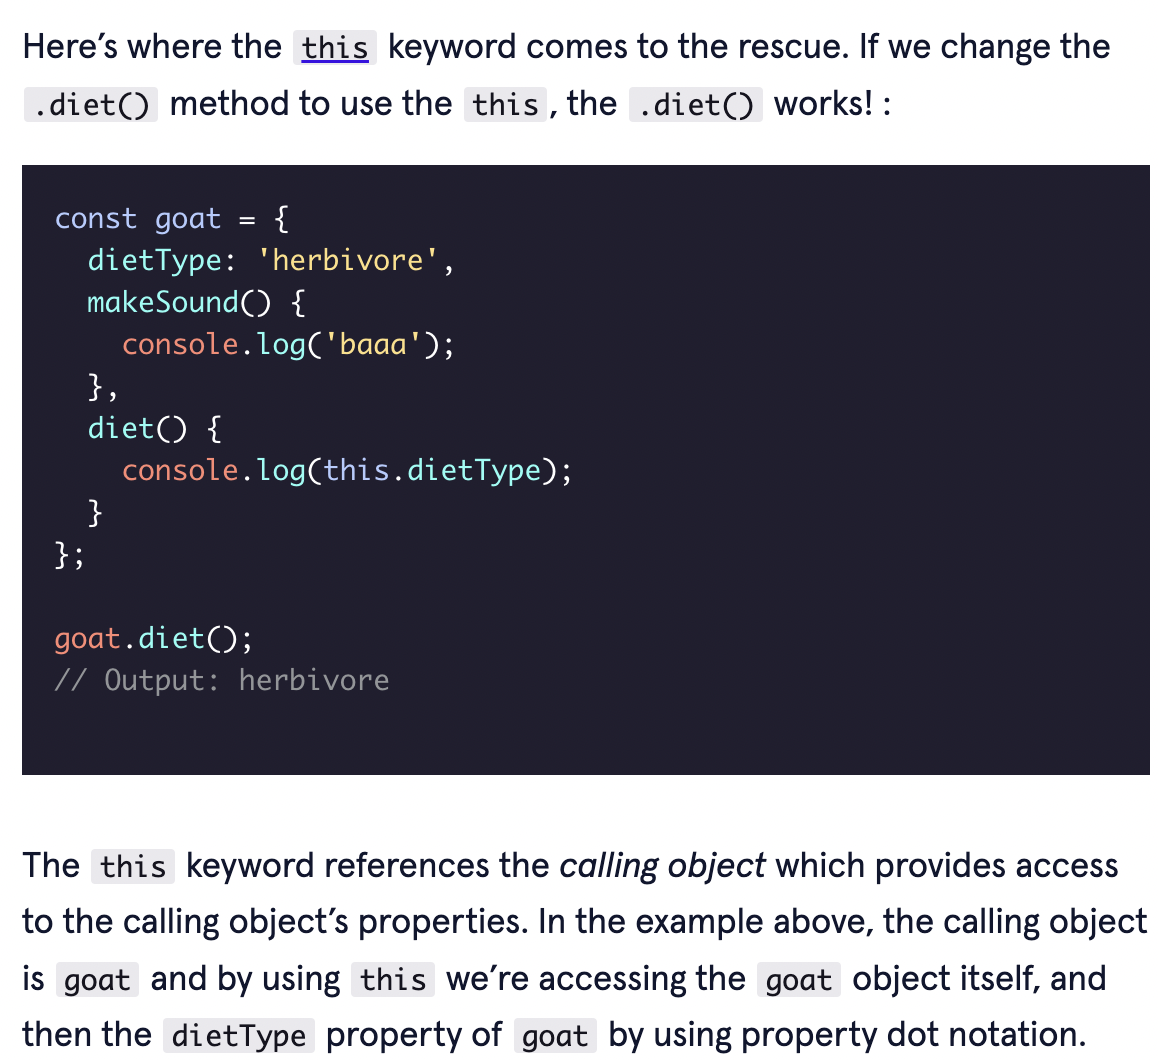 Here’s where the this keyword comes to the rescue. If we change the
.diet() method to use the this, the .diet() works! :
const goat = {
  dietType: 'herbivore',
  makeSound() {
    console.log('baaa');
  },
  diet() {
    console.log(this.dietType);
  }
};
goat.diet();
// Output: herbivore
The this keyword references the calling object which provides access
to the calling object’s properties. In the example above, the calling object
is goat and by using this we’re accessing the goat object itself, and
then the dietType property of goat by using property dot notation.